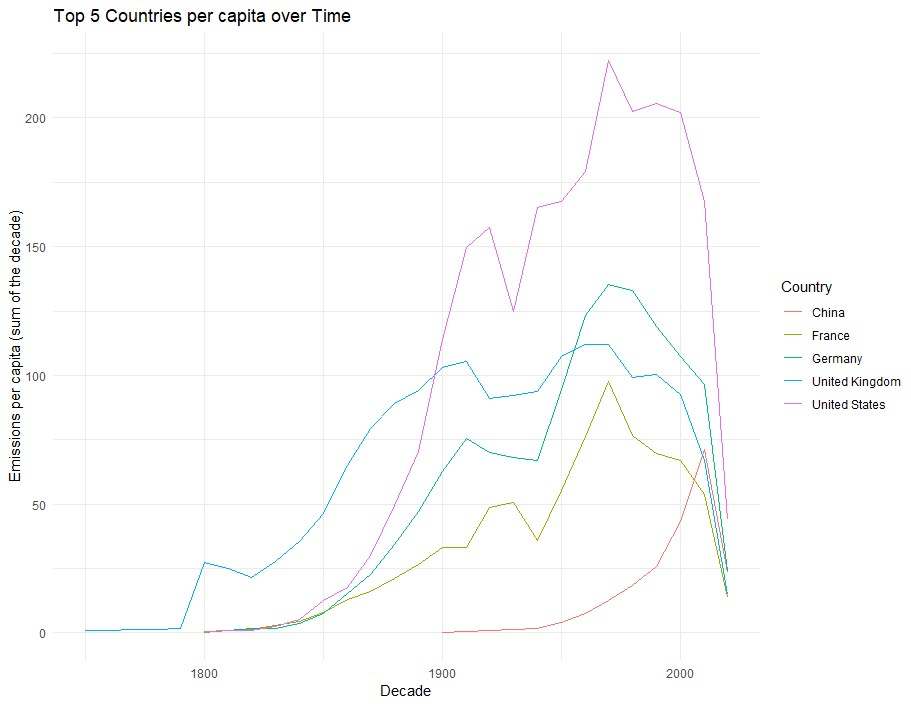 Top 5 Countries per capita over Time
Emissions per capita (sum of the decade)
200
150
100
50
0
1800
1900
2000
Decade
Country
China
France
Germany
United Kingdom
United States